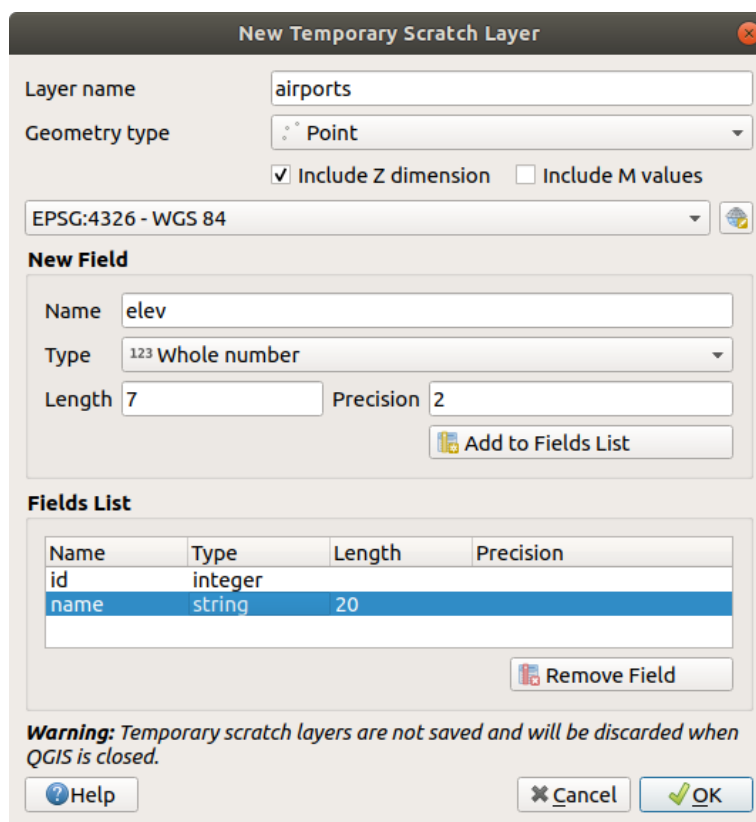 New Temporary Scratch Layer
Layer name airports
Geometry type Point
Include Z dimension Include M values
EPSG:4326 - WGS 84
New Field
Name elev
Type 123 Whole number
Length 7 Precision 2
Add to Fields List
Fields List
Name Type Length Precision
id integer
name string 20
Remove Field
Warning: Temporary scratch layers are not saved and will be discarded when
QGIS is closed.
Help Cancel OK